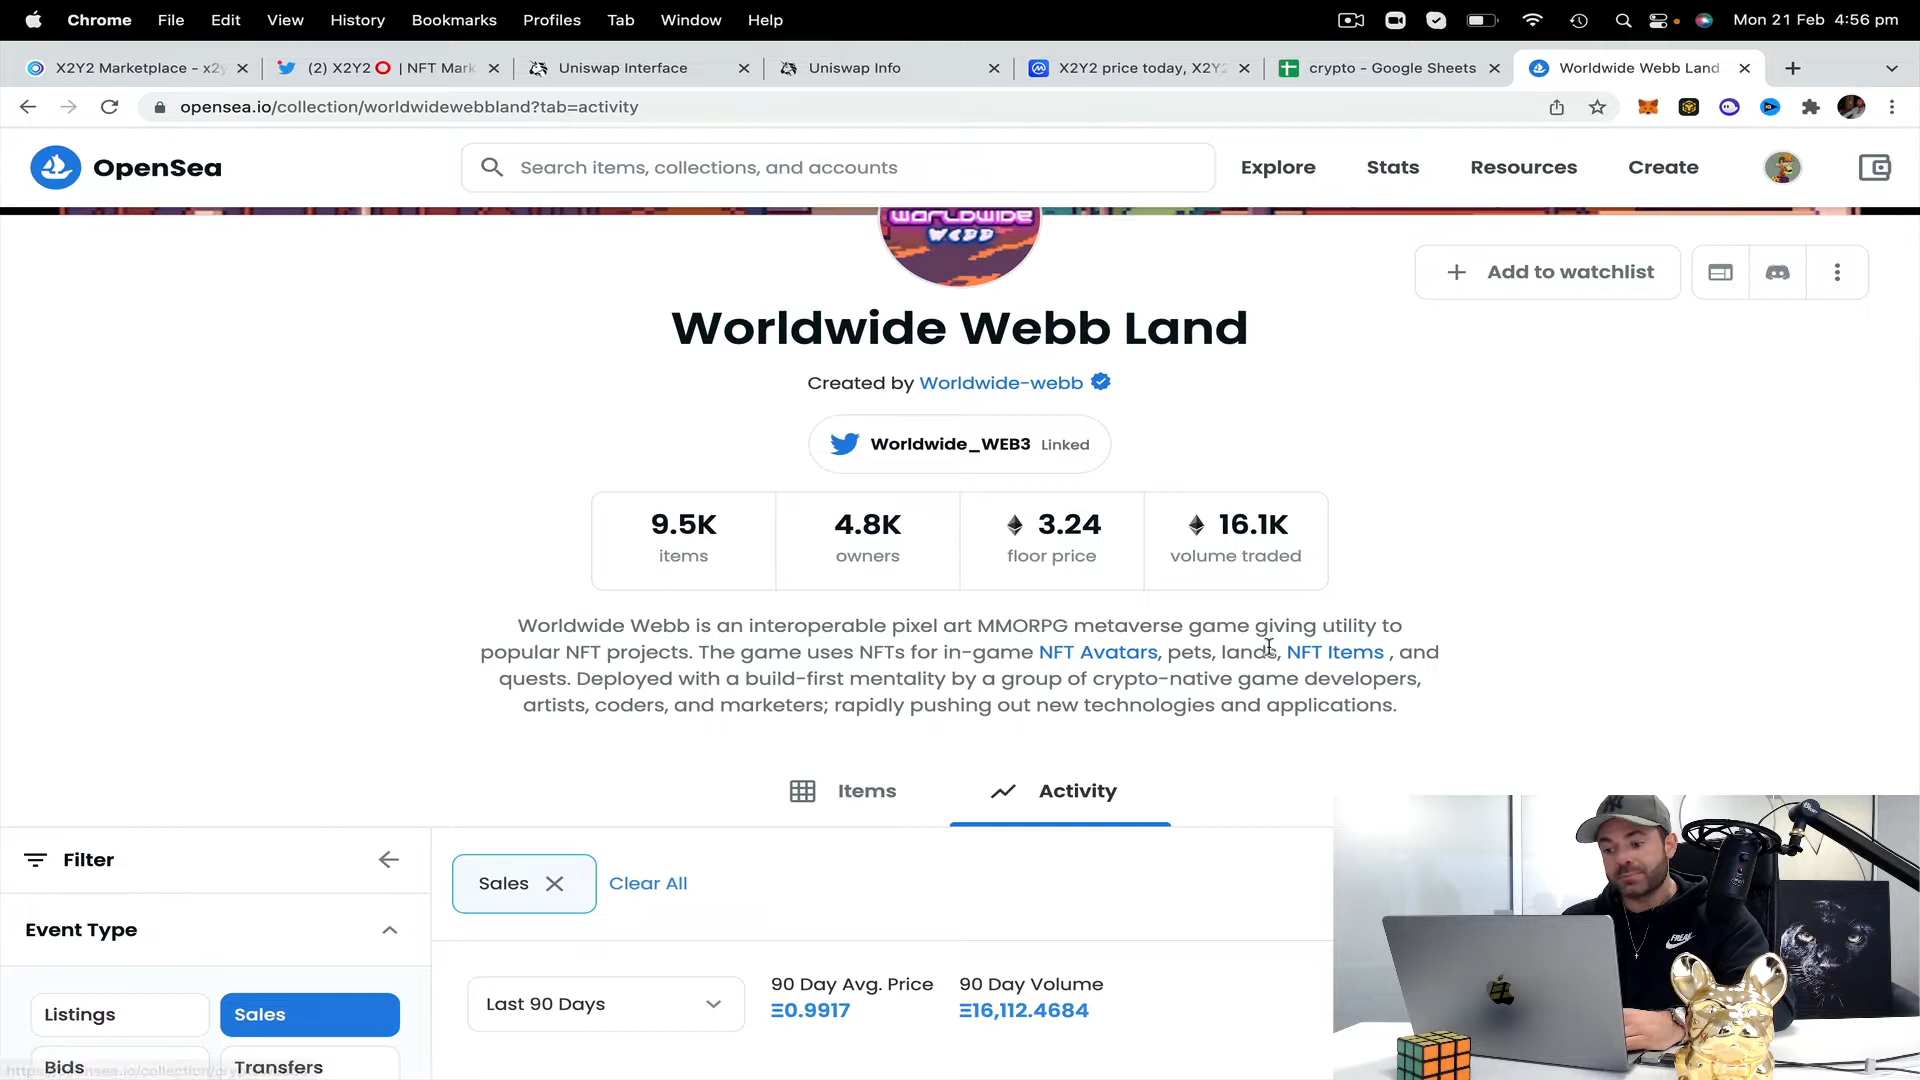 Chrome File Edit View History Bookmarks Profiles Tab Window Help Mon 21 Feb 4:56 pm
X2Y2 Marketplace - x2y (2) X2Y2 ⭕ | NFT Mark Uniswap Interface Uniswap Info X2Y2 price today, X2Y2 crypto - Google Sheets Worldwide Webb Land
opensea.io/collection/worldwidewebbland?tab=activity
OpenSea Search items, collections, and accounts Explore Stats Resources Create
WORLDWIDE
WEBB
Add to watchlist
Worldwide Webb Land
Created by Worldwide-webb
Worldwide_WEB3 Linked
9.5K 4.8K 3.24 16.1K
items owners floor price volume traded
Worldwide Webb is an interoperable pixel art MMORPG metaverse game giving utility to
popular NFT projects. The game uses NFTs for in-game NFT Avatars, pets, lands, NFT Items , and
quests. Deployed with a build-first mentality by a group of crypto-native game developers,
artists, coders, and marketers; rapidly pushing out new technologies and applications.
Items Activity
Filter
Sales Clear All
Event Type
Last 90 Days
90 Day Avg. Price 90 Day Volume
Ξ0.9917 Ξ16,112.4684
Listings Sales
Bids Transfers
FREAK